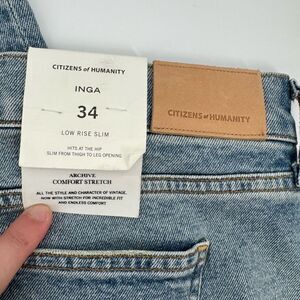 CITIZENS of HUMANITY
INGA
34
LOW RISE SLIM
HITS AT THE HIP
SLIM FROM THIGH TO LEG OPENING
ARCHIVE
COMFORT STRETCH
ALL THE STYLE AND CHARACTER OF VINTAGE,
NOW WITH STRETCH FOR INCREDIBLE FIT
AND ENDLESS COMFORT
CITIZENS of HUMANITY